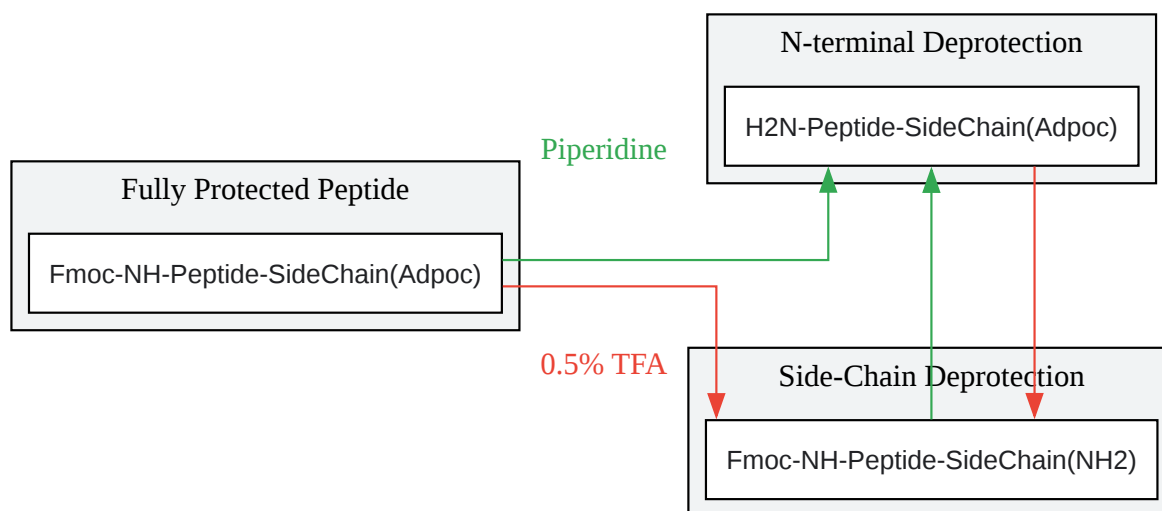 N-terminal Deprotection
H2N-Peptide-SideChain(Adpoc)
Piperidine
Fully Protected Peptide
Fmoc-NH-Peptide-SideChain(Adpoc)
0.5% TFA
Side-Chain Deprotection
Fmoc-NH-Peptide-SideChain(NH2)